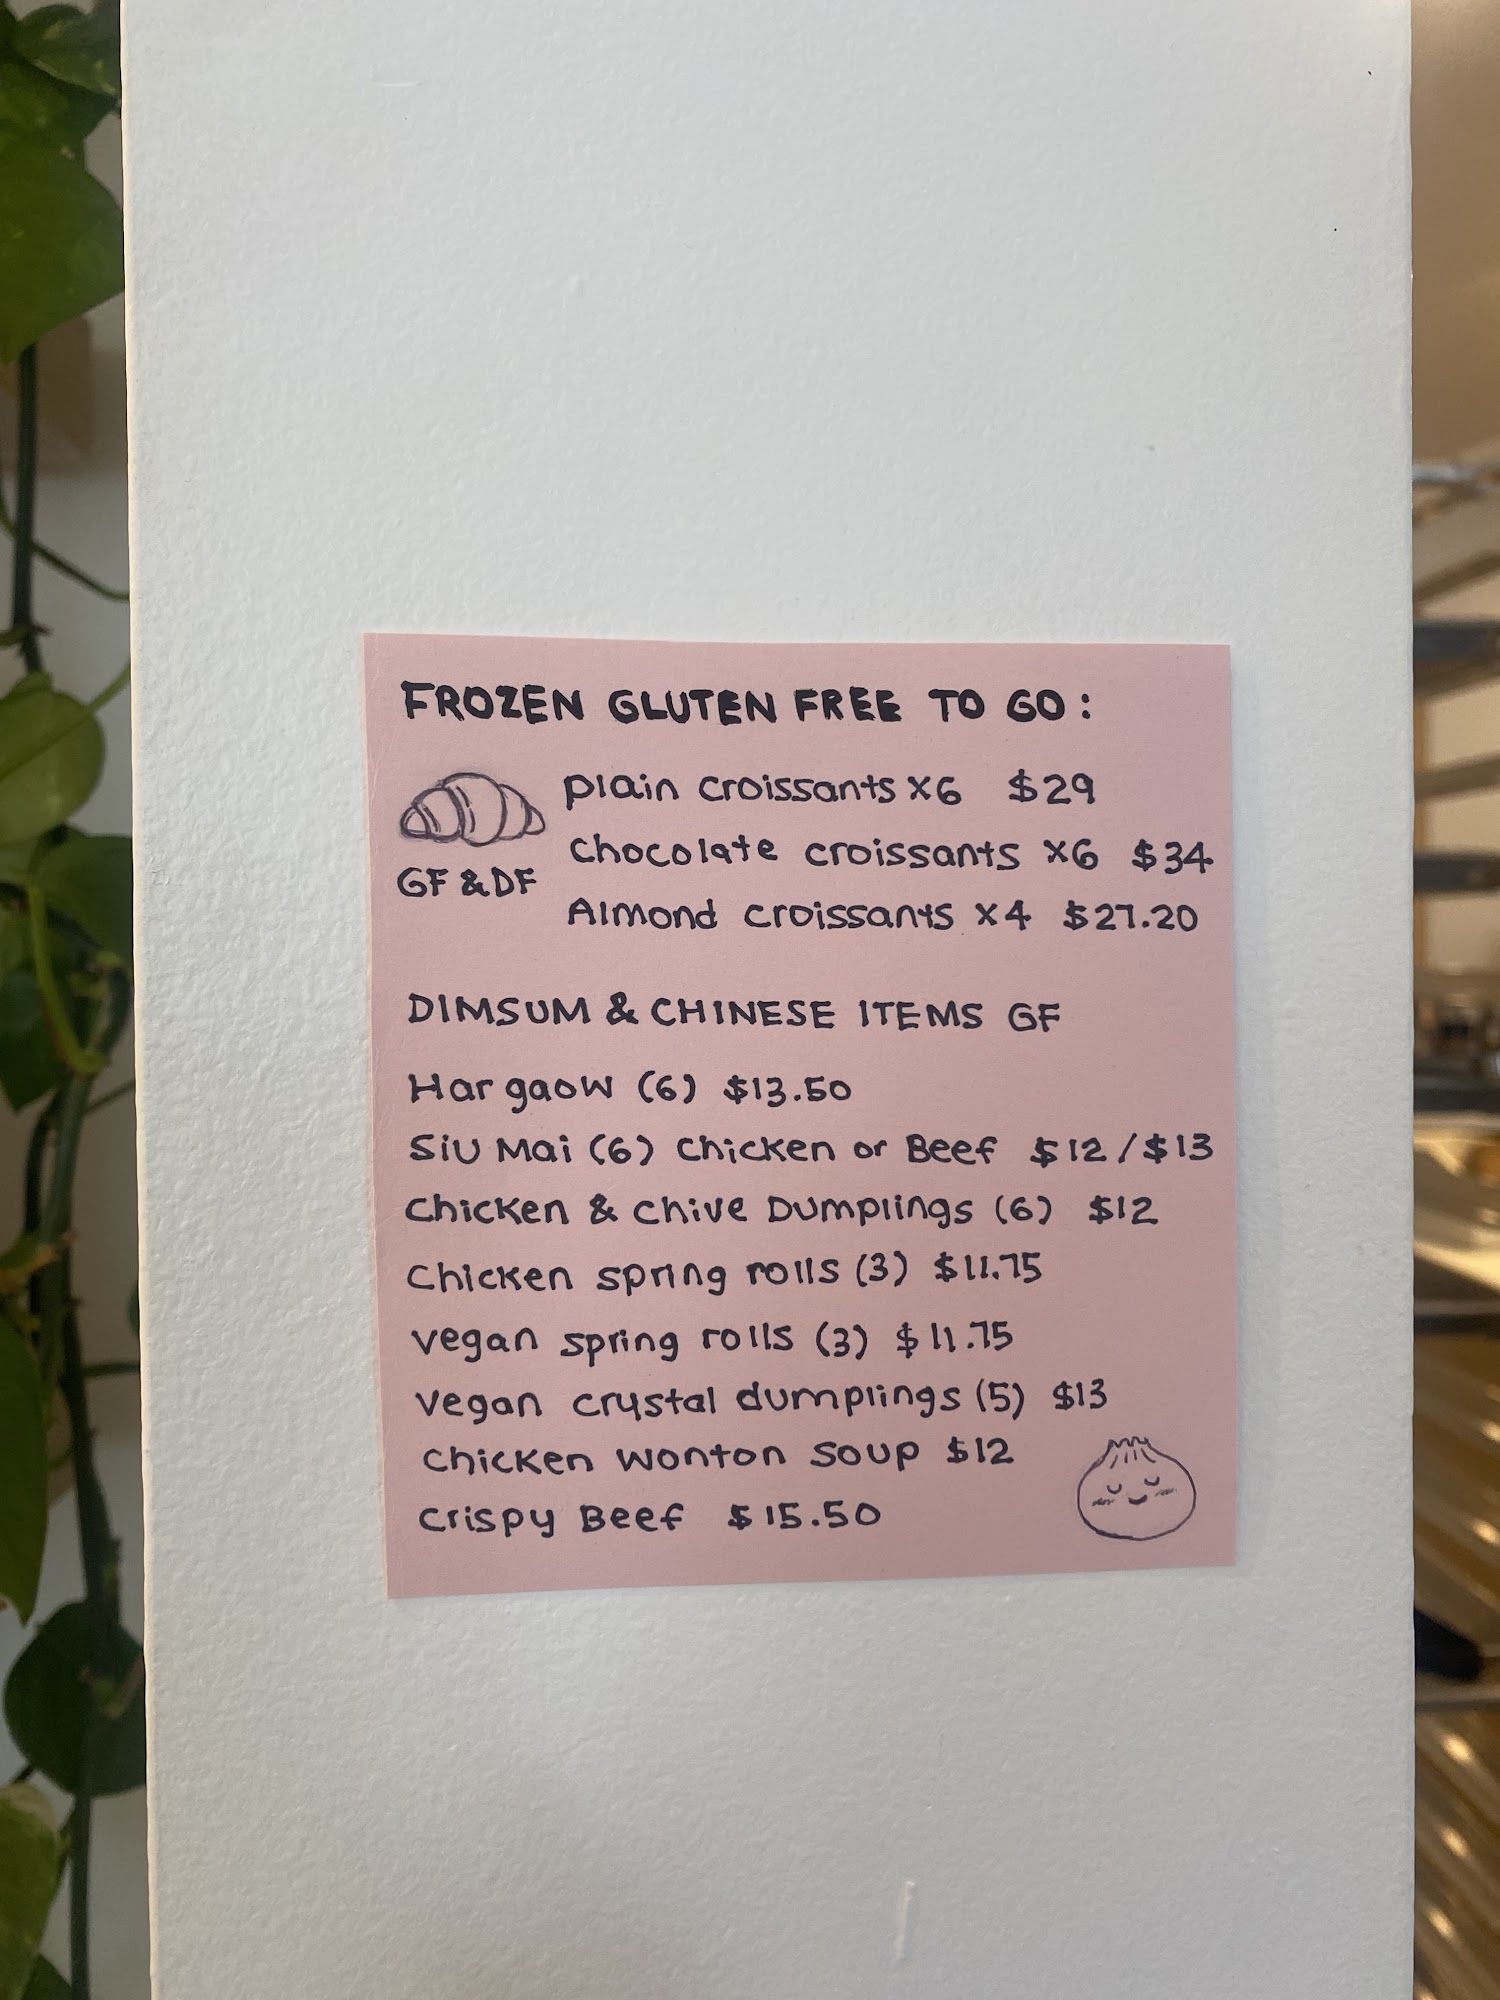 FROZEN GLUTEN FREE TO GO:
plain croissants x6 $29
chocolate croissants x6 $34
GF & DF
Almond croissants x4 $27.20
DIMSUM & CHINESE ITEMS GF
Har gaow (6) $13.50
Siu Mai (6) Chicken or Beef $12/$13
Chicken & Chive Dumplings (6) $12
Chicken spring rolls (3) $11.75
vegan spring rolls (3) $11.75
vegan crystal dumplings (5) $13
Chicken Wonton Soup $12
Crispy Beef $15.50